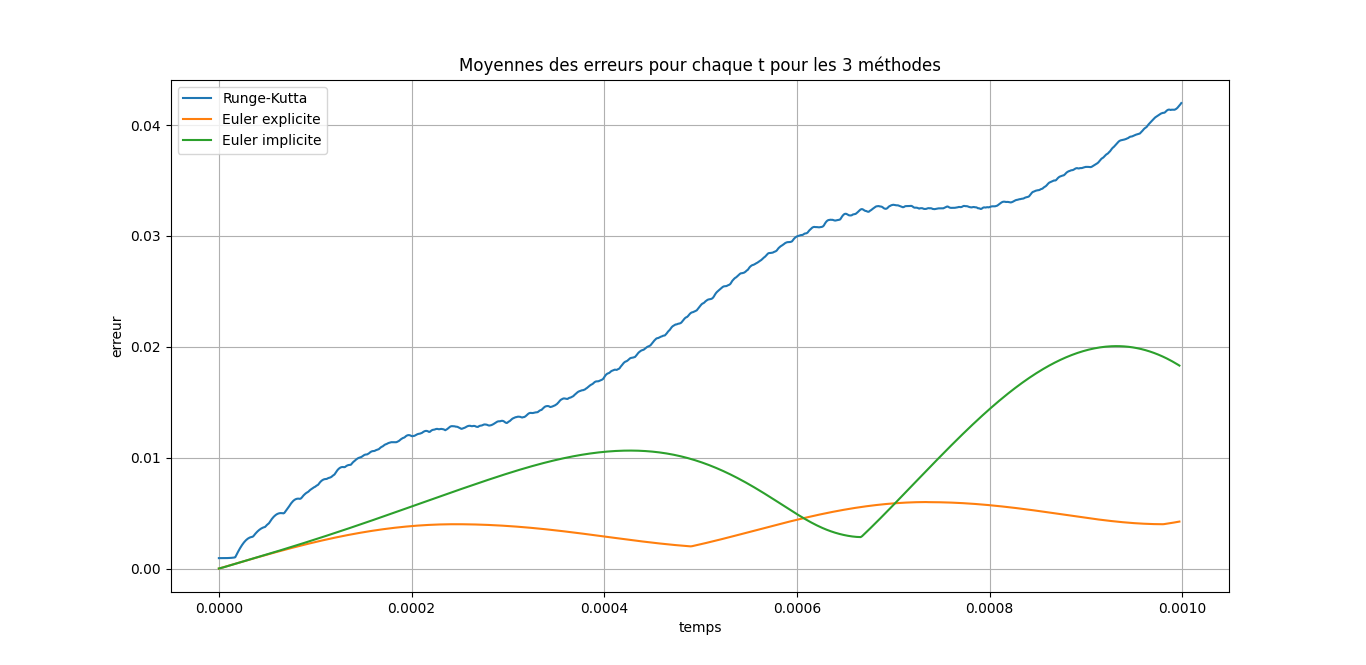 Moyennes des erreurs pour chaque t pour les 3 méthodes
Runge-Kutta
Euler explicite
Euler implicite
erreur
0.04
0.03
0.02
0.01
0.00
0.0000 0.0002 0.0004 0.0006 0.0008 0.0010
temps